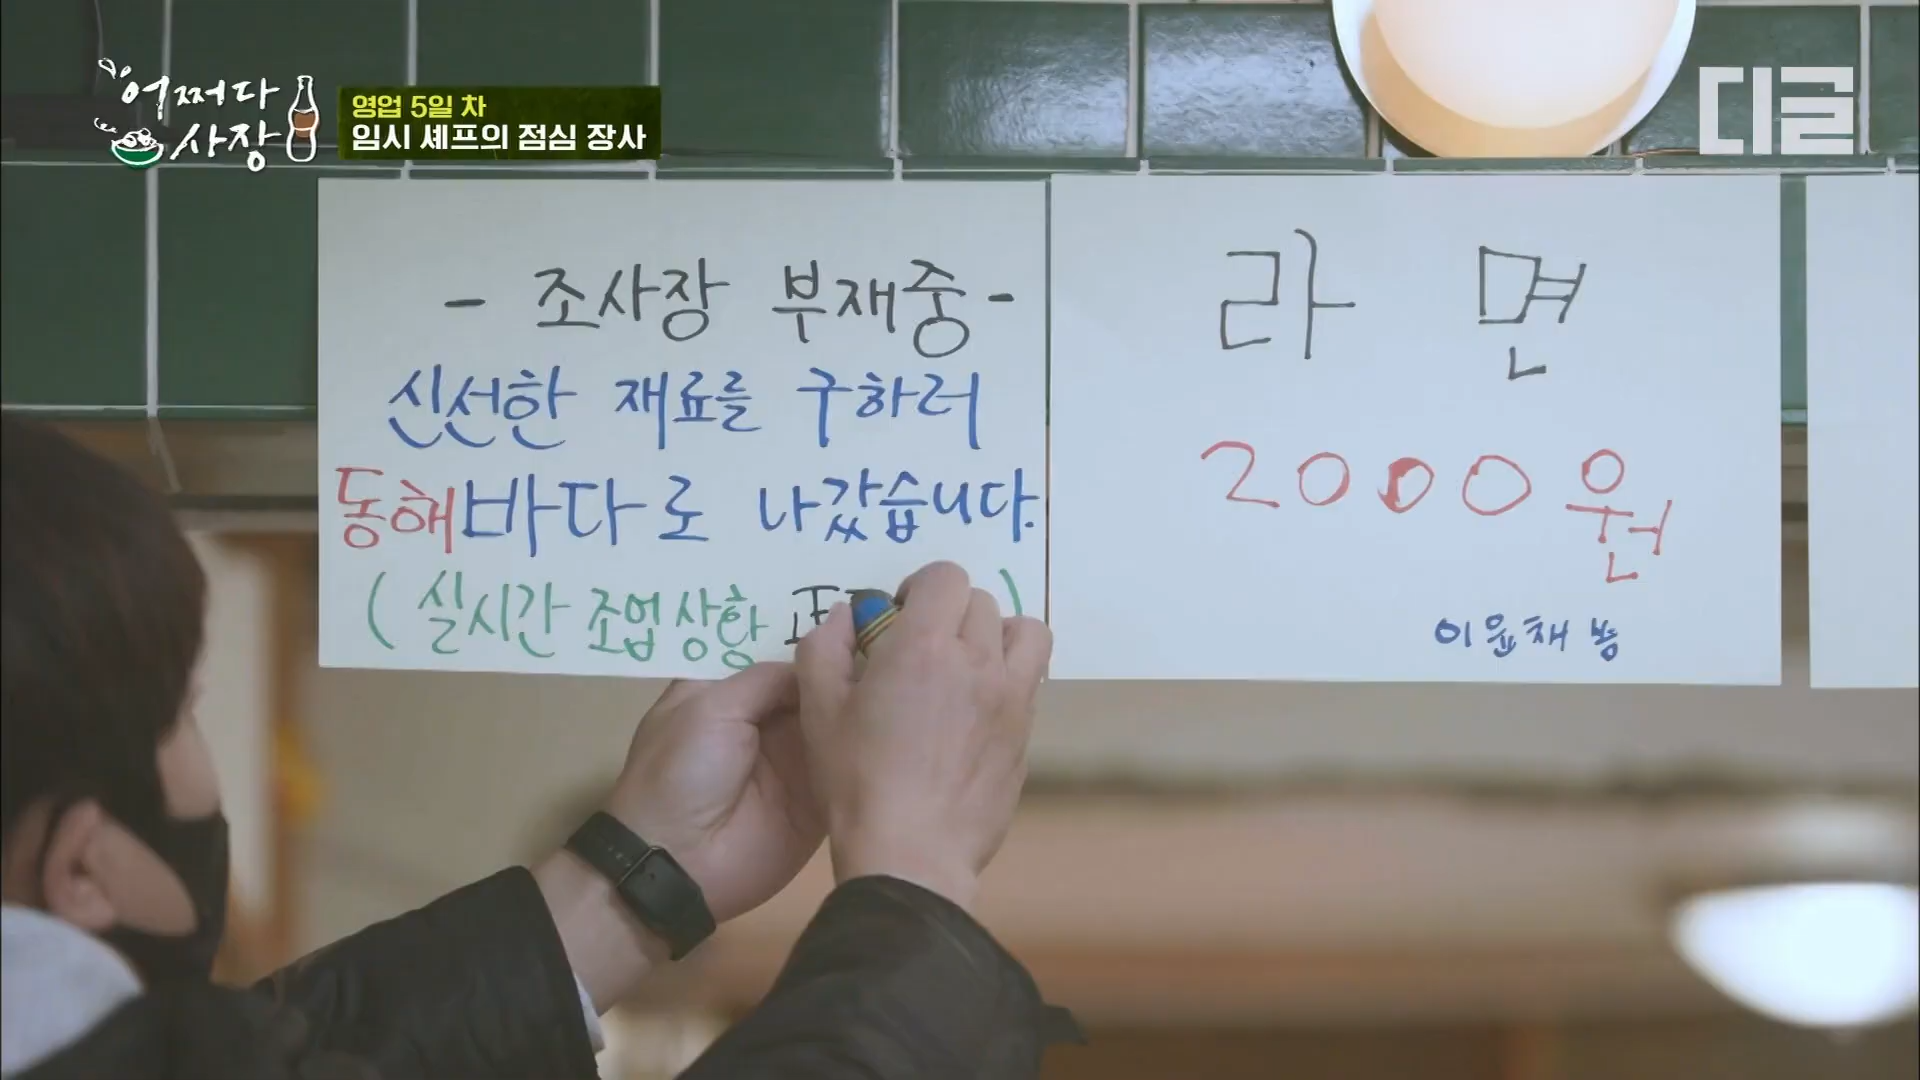 어쩌다
사장
영업 5일 차
임시 셰프의 점심 장사
디글
- 조사장 부재중 -
신선한 재료를 구하러
동해바다로 나갔습니다.
( 실시간 조업상황 正 )
라면
2000원
이윤채